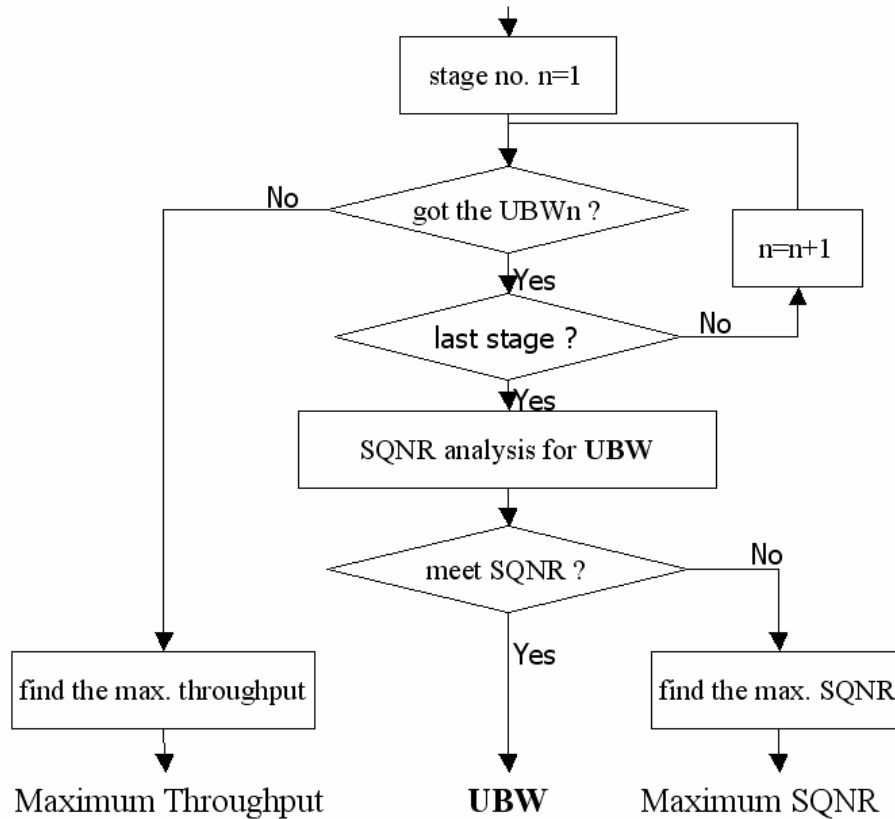 stage no. n=1
No
got the UBWn ?
n=n+1
Yes
last stage ?
No
Yes
SQNR analysis for UBW
meet SQNR ?
No
Yes
find the max. throughput
find the max. SQNR
Maximum Throughput
UBW
Maximum SQNR